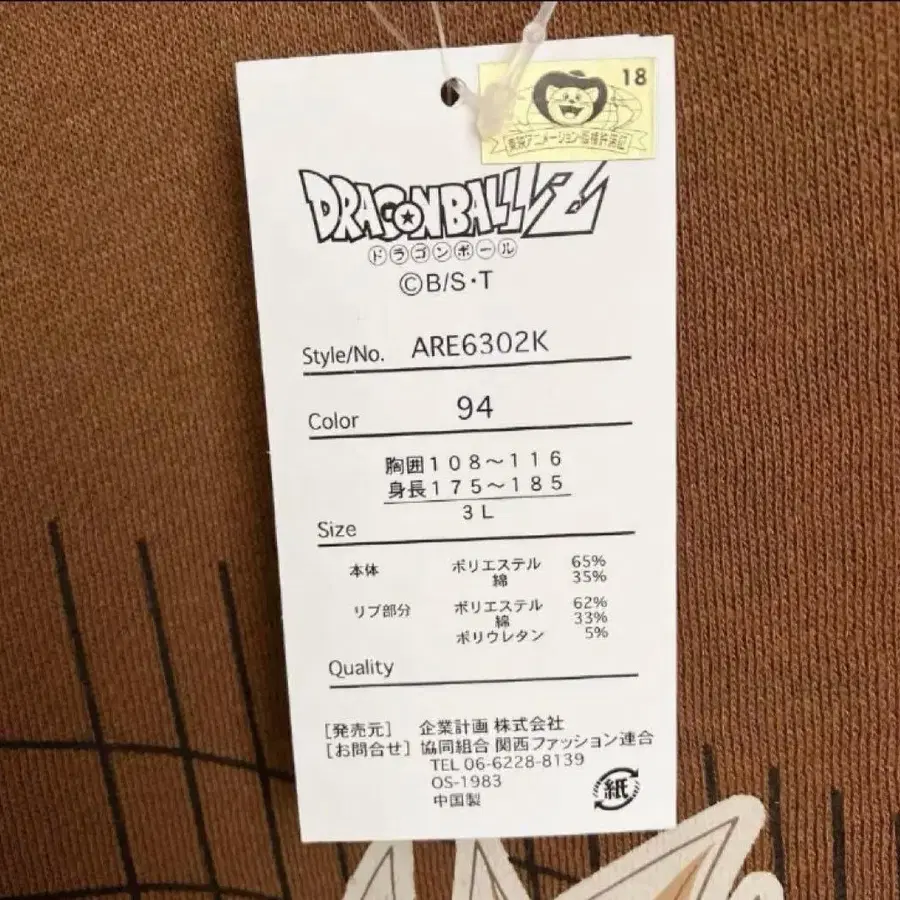 18
東映アニメーション・版権許諾証
DRAGONBALL Z
ドラゴンボール
©B/S・T
Style/No. ARE6302K
Color 94
胸囲108～116
身長175～185
3L
Size
本体 ポリエステル 65%
綿 35%
リブ部分 ポリエステル 62%
綿 33%
ポリウレタン 5%
Quality
[発売元] 企業計画 株式会社
[お問合せ] 協同組合 関西ファッション連合
TEL 06-6228-8139
OS-1983
中国製
紙